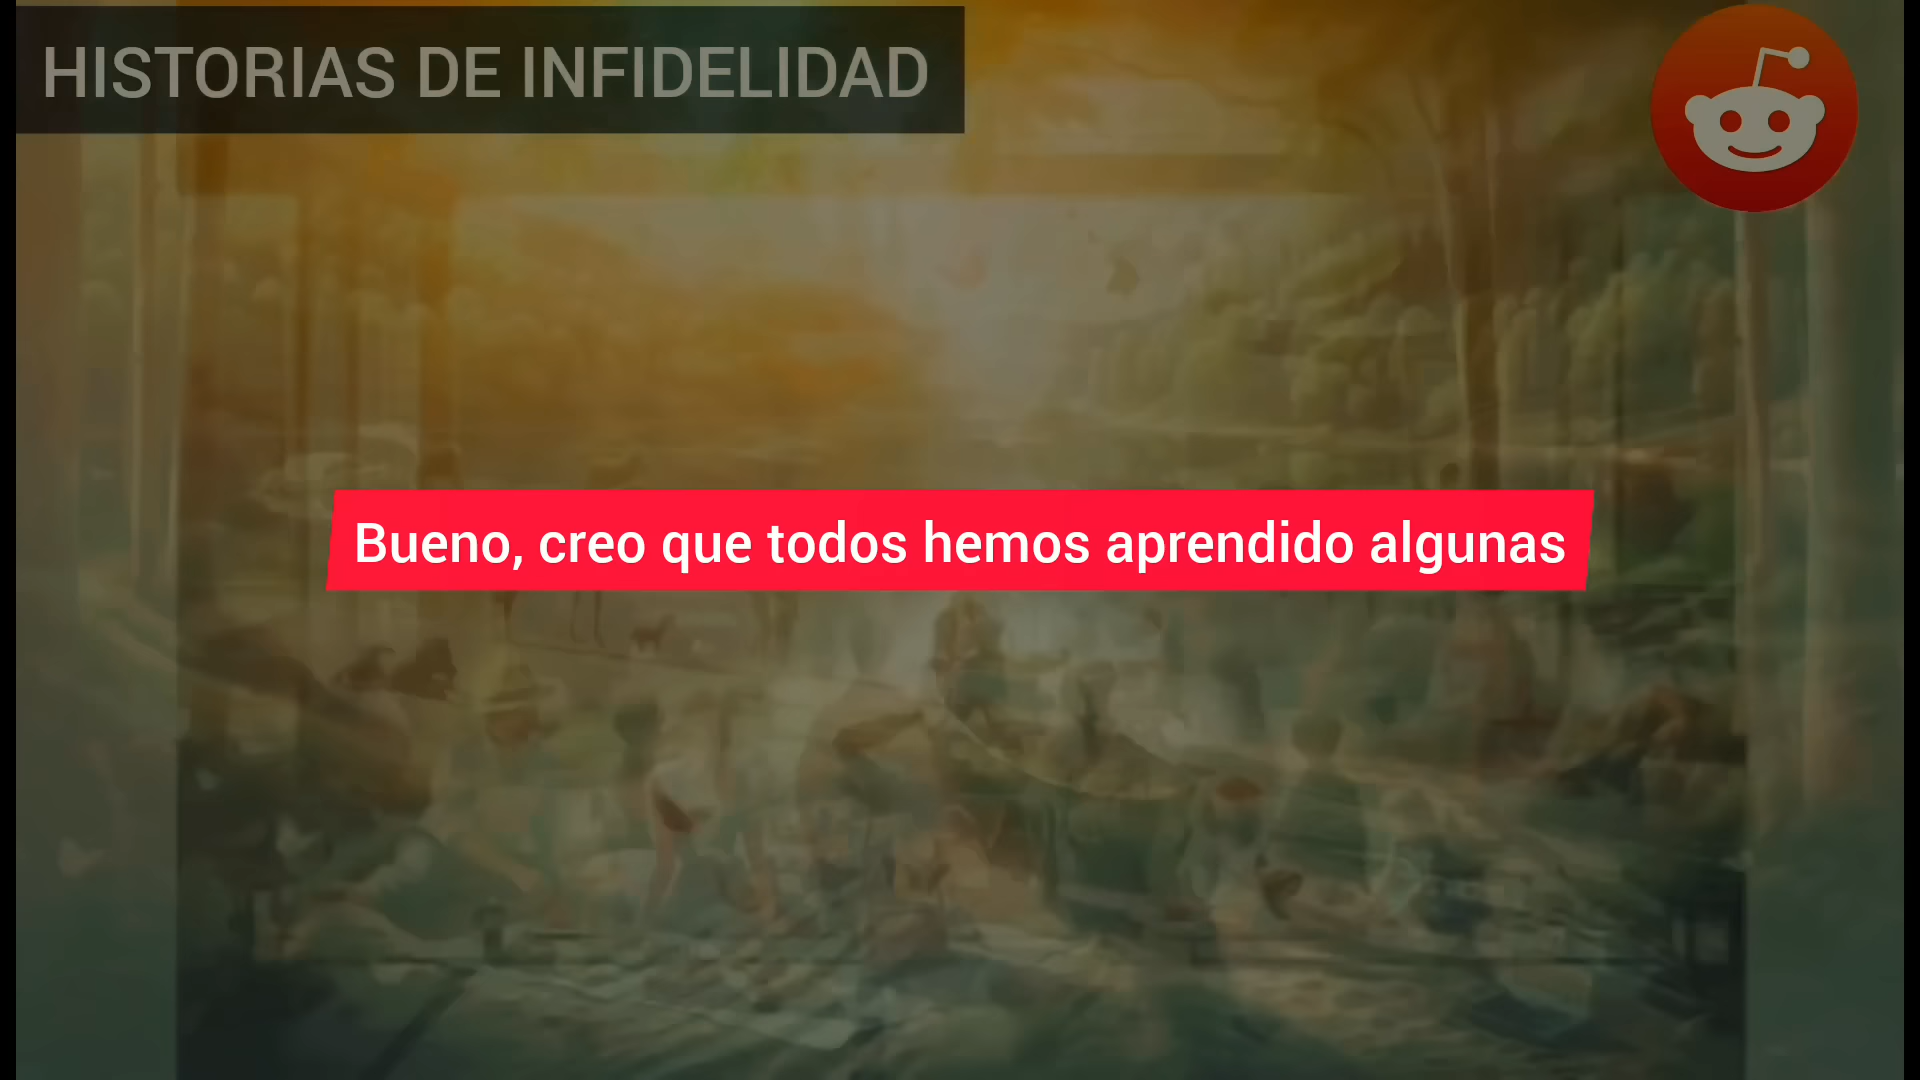 HISTORIAS DE INFIDELIDAD
Bueno, creo que todos hemos aprendido algunas